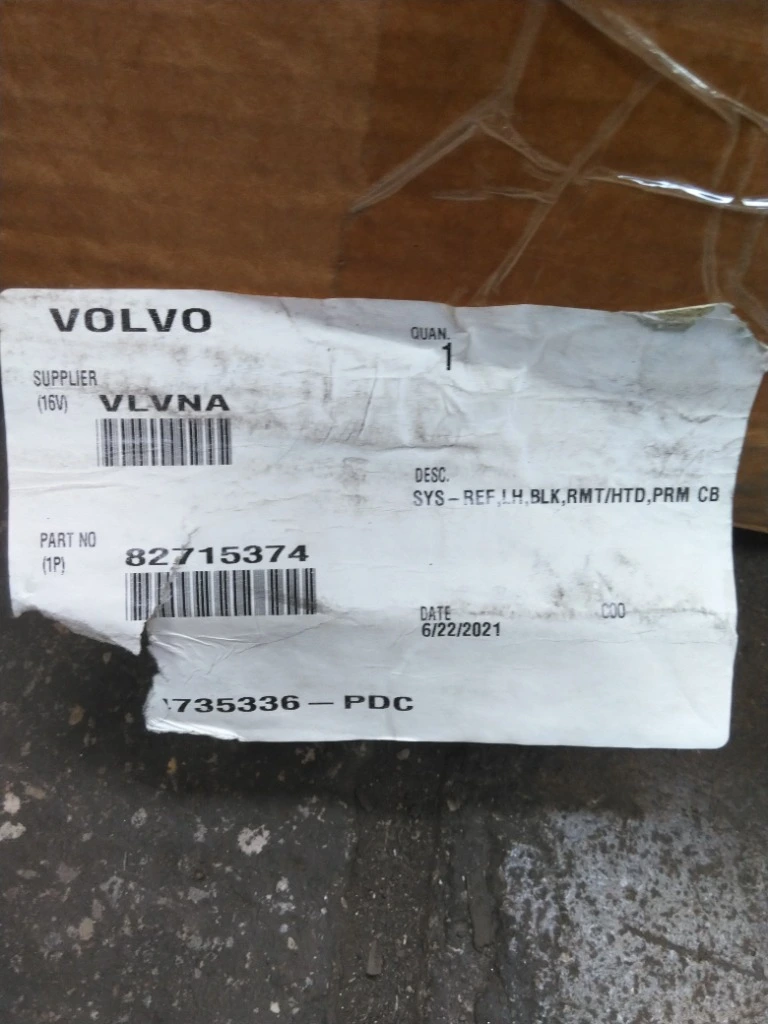 VOLVO
QUAN.
1
SUPPLIER
(16V) VLVNA
DESC.
SYS-REF,LH,BLK,RMT/HTD,PRM CB
PART NO
(1P) 82715374
DATE
6/22/2021
COO
735336-PDC